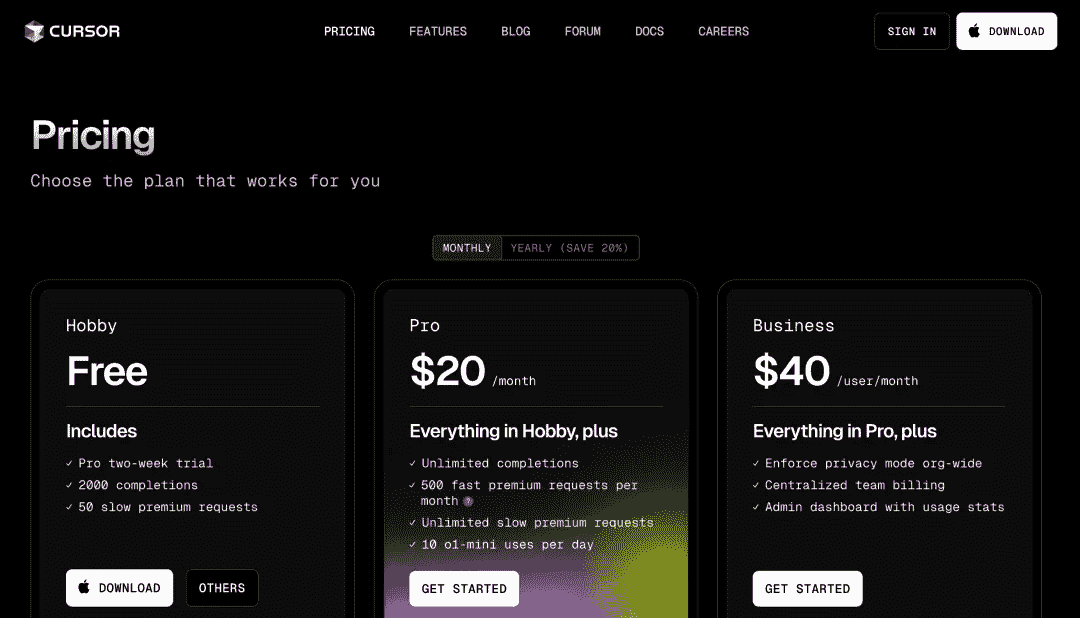 CURSOR
PRICING FEATURES BLOG FORUM DOCS CAREERS
SIGN IN
DOWNLOAD
Pricing
Choose the plan that works for you
MONTHLY YEARLY (SAVE 20%)
Hobby
Free
Includes
✓ Pro two-week trial
✓ 2000 completions
✓ 50 slow premium requests
DOWNLOAD
OTHERS
Pro
$20 /month
Everything in Hobby, plus
✓ Unlimited completions
✓ 500 fast premium requests per
month ?
✓ Unlimited slow premium requests
✓ 10 o1-mini uses per day
GET STARTED
Business
$40 /user/month
Everything in Pro, plus
✓ Enforce privacy mode org-wide
✓ Centralized team billing
✓ Admin dashboard with usage stats
GET STARTED